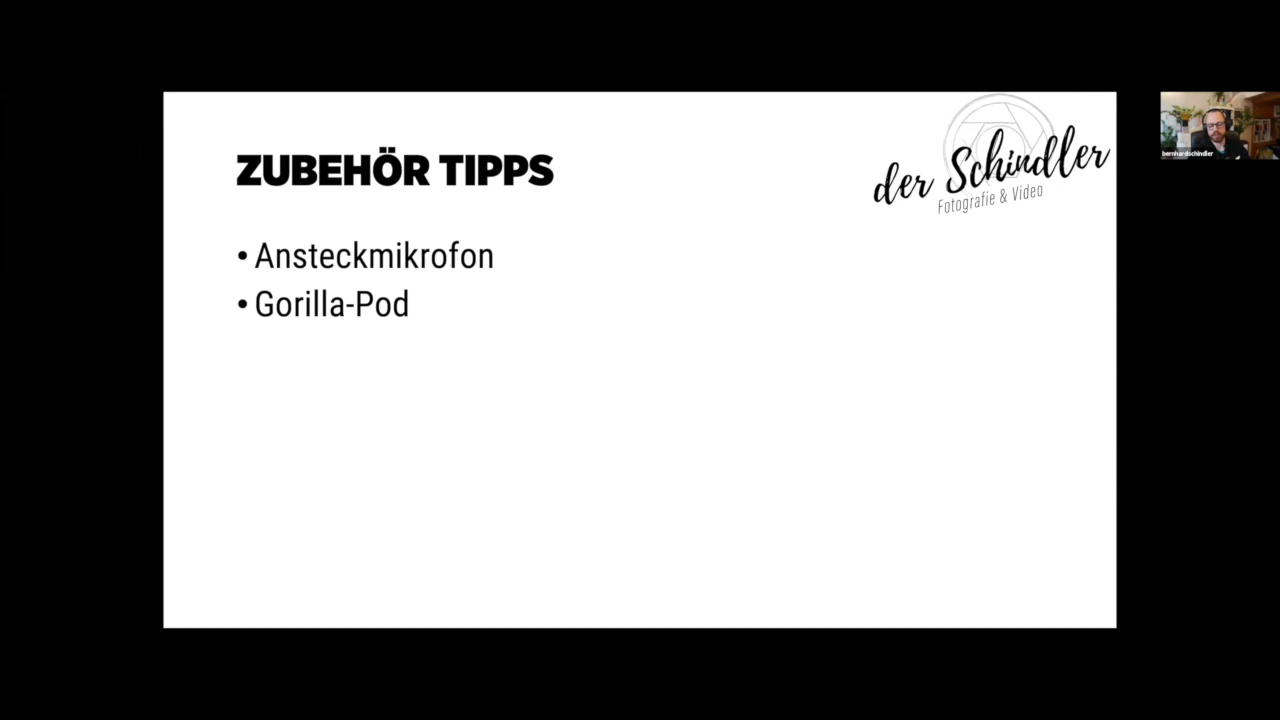 ZUBEHÖR TIPPS
der Schindler
Fotografie & Video
• Ansteckmikrofon
• Gorilla-Pod
bernhardschindler